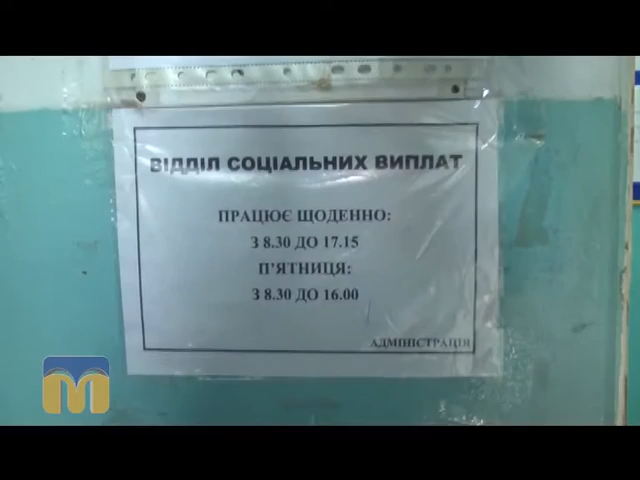 ВІДДІЛ СОЦІАЛЬНИХ ВИПЛАТ
ПРАЦЮЄ ЩОДЕННО:
З 8.30 ДО 17.15
П'ЯТНИЦЯ:
З 8.30 ДО 16.00
АДМІНІСТРАЦІЯ
М